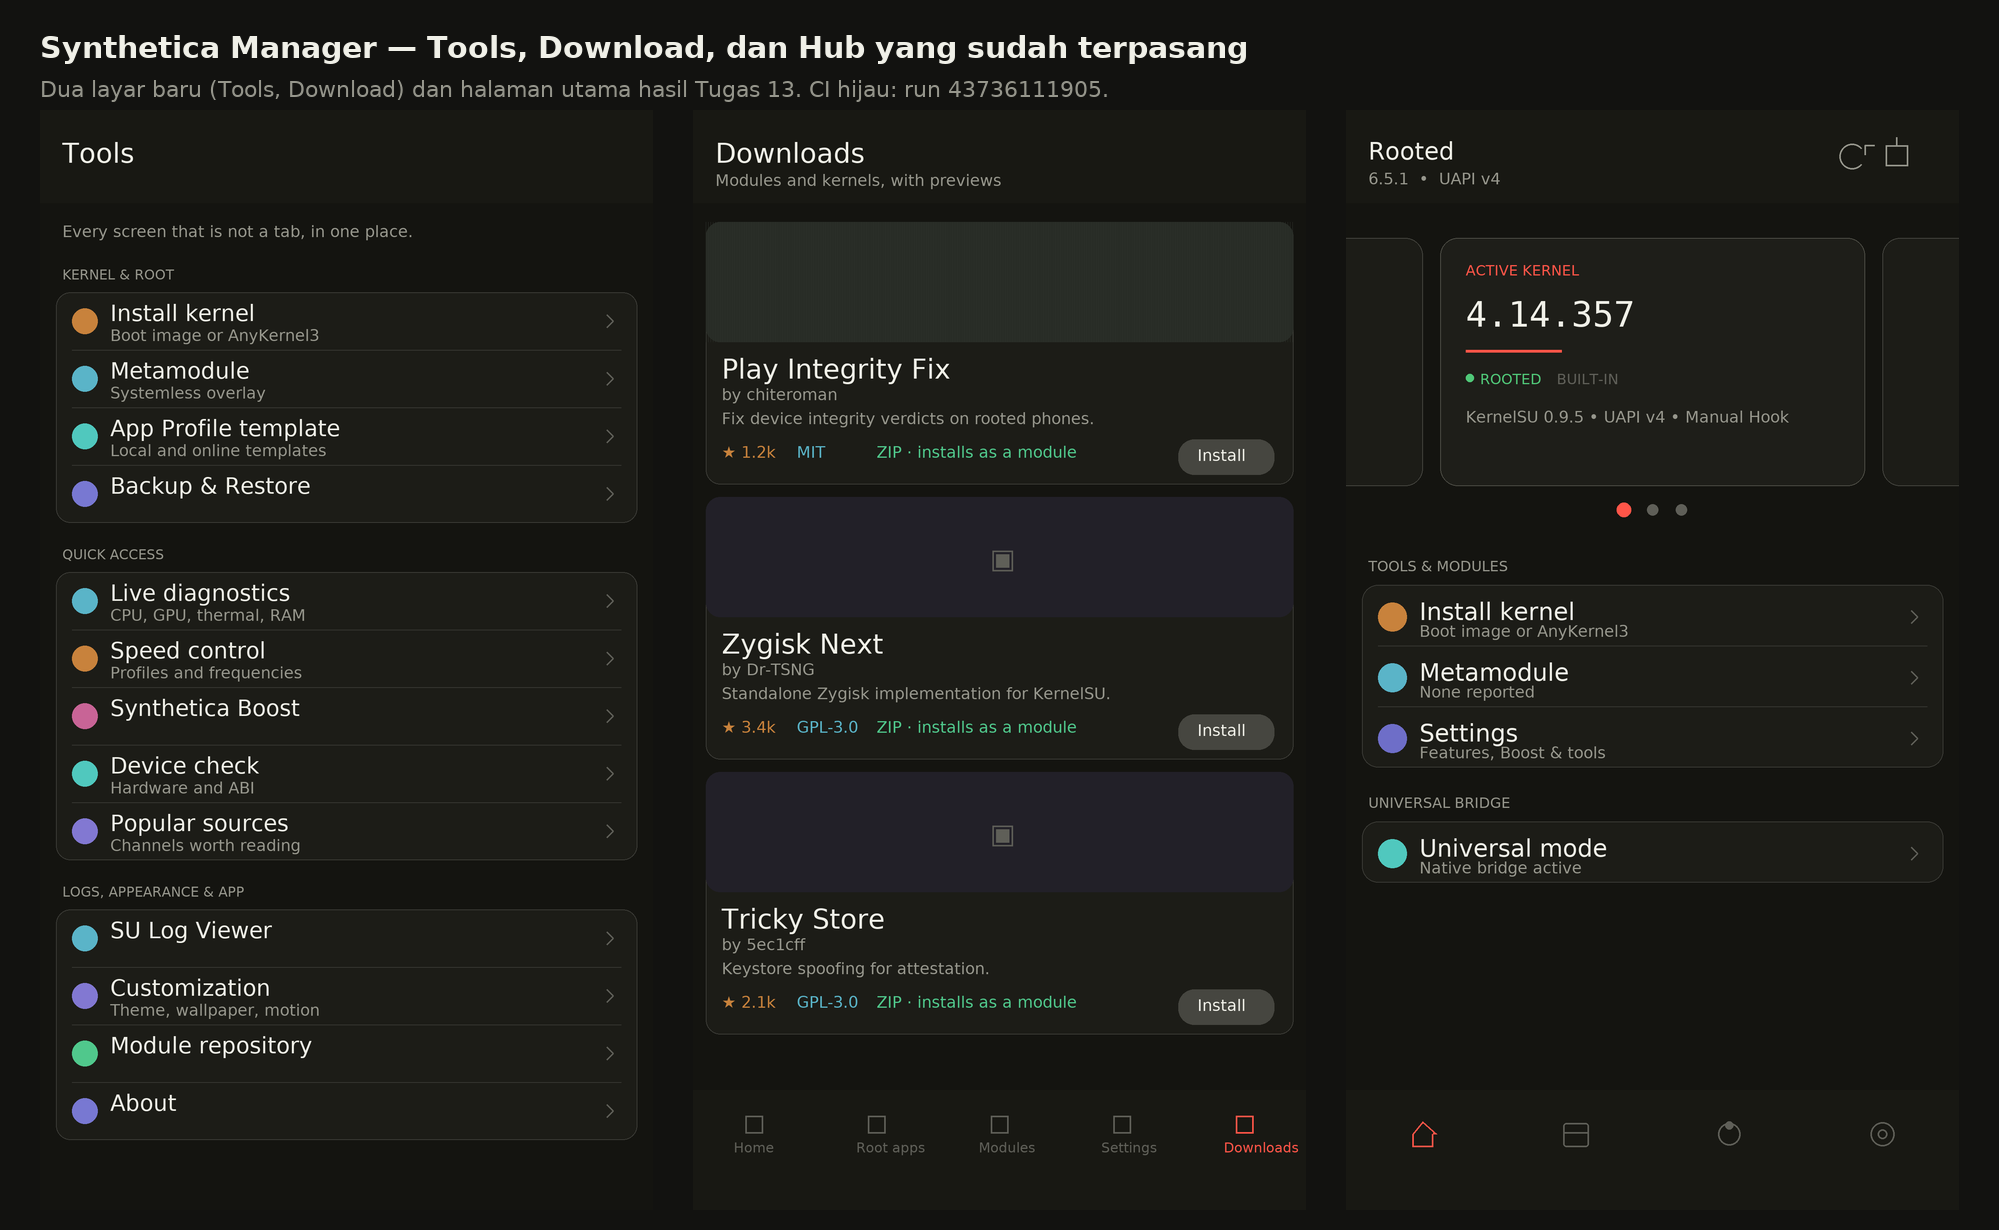 Synthetica Manager — Tools, Download, dan Hub yang sudah terpasang
Dua layar baru (Tools, Download) dan halaman utama hasil Tugas 13. CI hijau: run 43736111905.
Tools
Every screen that is not a tab, in one place.
KERNEL & ROOT
Install kernel
Boot image or AnyKernel3
Metamodule
Systemless overlay
App Profile template
Local and online templates
Backup & Restore
QUICK ACCESS
Live diagnostics
CPU, GPU, thermal, RAM
Speed control
Profiles and frequencies
Synthetica Boost
Device check
Hardware and ABI
Popular sources
Channels worth reading
LOGS, APPEARANCE & APP
SU Log Viewer
Customization
Theme, wallpaper, motion
Module repository
About
Downloads
Modules and kernels, with previews
Play Integrity Fix
by chiteroman
Fix device integrity verdicts on rooted phones.
★ 1.2k MIT ZIP · installs as a module Install
Zygisk Next
by Dr-TSNG
Standalone Zygisk implementation for KernelSU.
★ 3.4k GPL-3.0 ZIP · installs as a module Install
Tricky Store
by 5ec1cff
Keystore spoofing for attestation.
★ 2.1k GPL-3.0 ZIP · installs as a module Install
Home Root apps Modules Settings Downloads
Rooted
6.5.1 • UAPI v4
ACTIVE KERNEL
4.14.357
ROOTED BUILT-IN
KernelSU 0.9.5 • UAPI v4 • Manual Hook
TOOLS & MODULES
Install kernel
Boot image or AnyKernel3
Metamodule
None reported
Settings
Features, Boost & tools
UNIVERSAL BRIDGE
Universal mode
Native bridge active